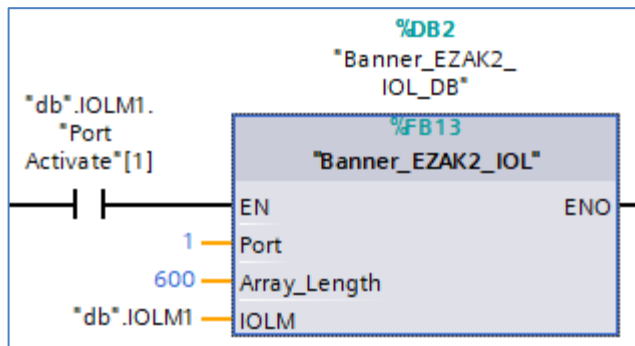 %DB2
"Banner_EZAK2_
IOL_DB"
"db".IOLM1.
"Port
Activate"[1]
%FB13
"Banner_EZAK2_IOL"
EN
ENO
1
Port
600
Array_Length
"db".IOLM1
IOLM